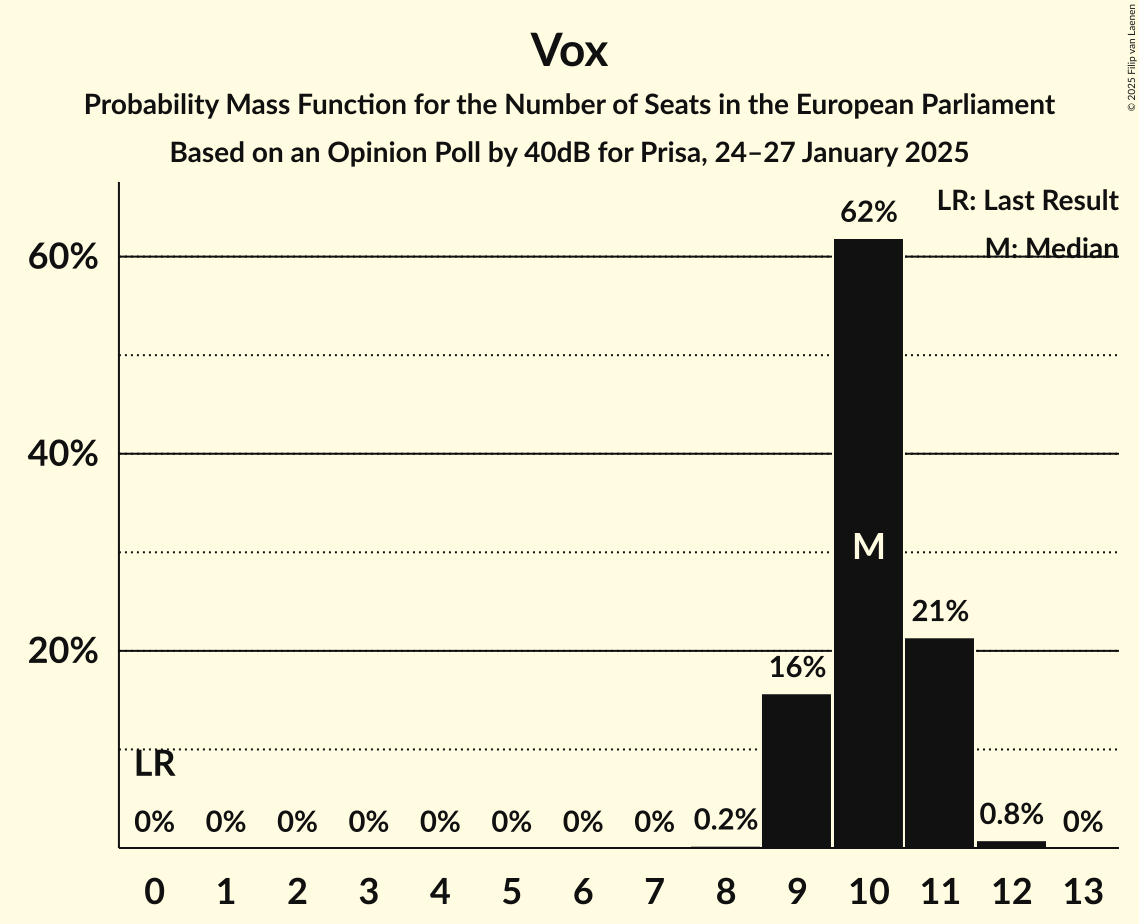 Vox
Probability Mass Function for the Number of Seats in the European Parliament
Based on an Opinion Poll by 40dB for Prisa, 24–27 January 2025
© 2025 Filip van Laenen
LR: Last Result
M: Median
60%
40%
20%
62%
M
21%
16%
LR
0% 0% 0% 0% 0% 0% 0% 0% 0.2% 0.8% 0%
0 1 2 3 4 5 6 7 8 9 10 11 12 13